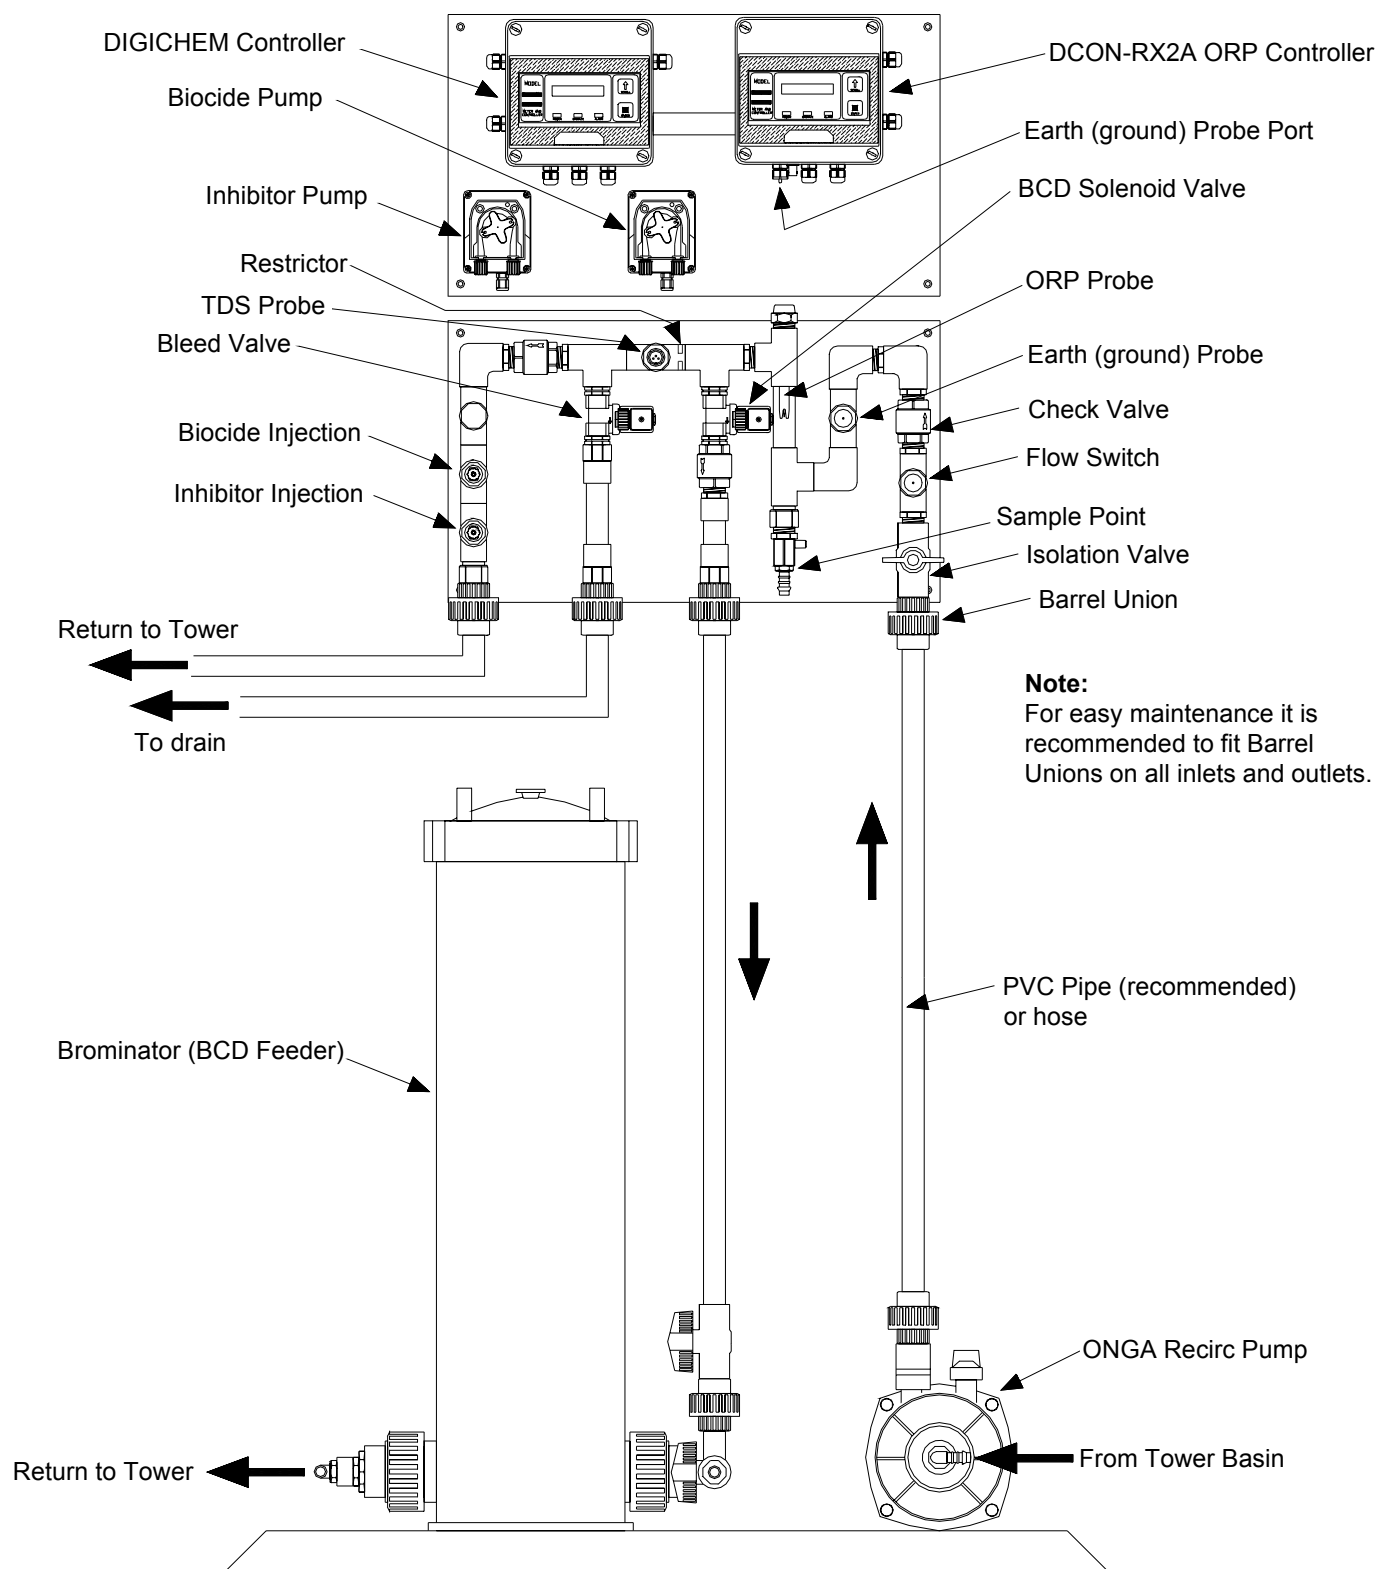 DIGICHEM Controller
DCON-RX2A ORP Controller
Biocide Pump
Earth (ground) Probe Port
BCD Solenoid Valve
Inhibitor Pump
Restrictor
ORP Probe
TDS Probe
Bleed Valve
Earth (ground) Probe
Check Valve
Biocide Injection
Flow Switch
Inhibitor Injection
Sample Point
Isolation Valve
Barrel Union
Return to Tower
To drain
Note:
For easy maintenance it is
recommended to fit Barrel
Unions on all inlets and outlets.
PVC Pipe (recommended)
or hose
Brominator (BCD Feeder)
ONGA Recirc Pump
From Tower Basin
Return to Tower
MODEL
MODEL